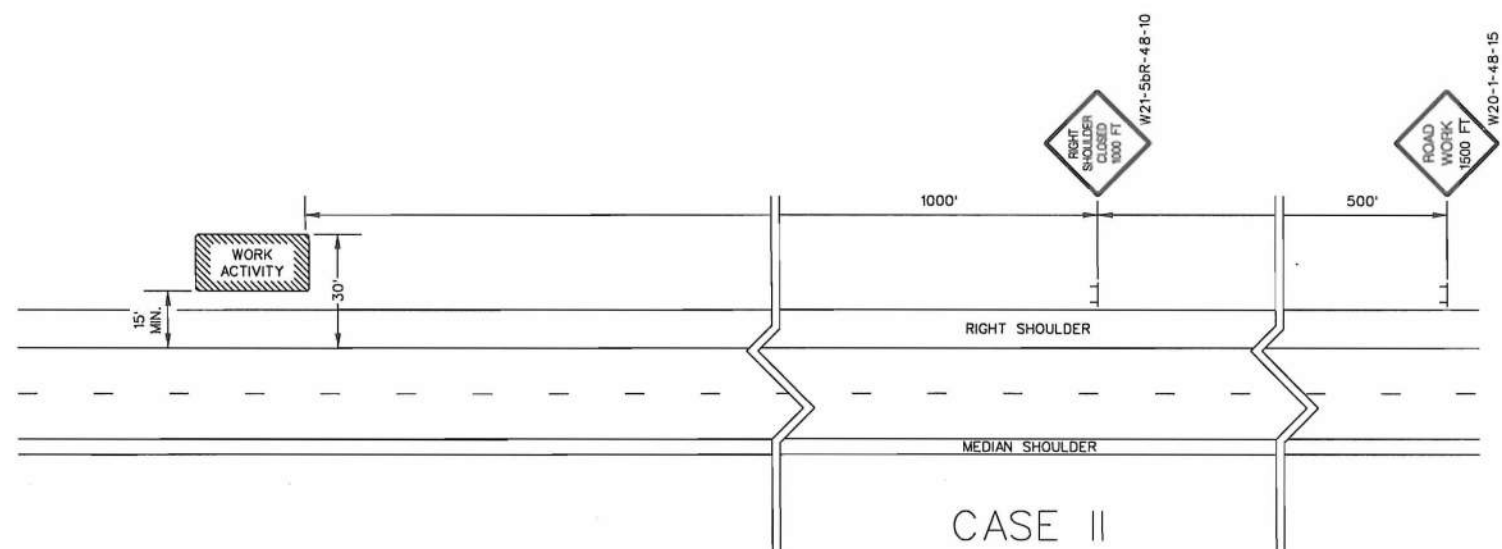 W21-5bR-48-10
W20-1-48-15
RIGHT
SHOULDER
CLOSED
1000 FT
ROAD
WORK
1500 FT
1000'
500'
WORK
ACTIVITY
30'
15'
MIN.
RIGHT SHOULDER
MEDIAN SHOULDER
CASE II